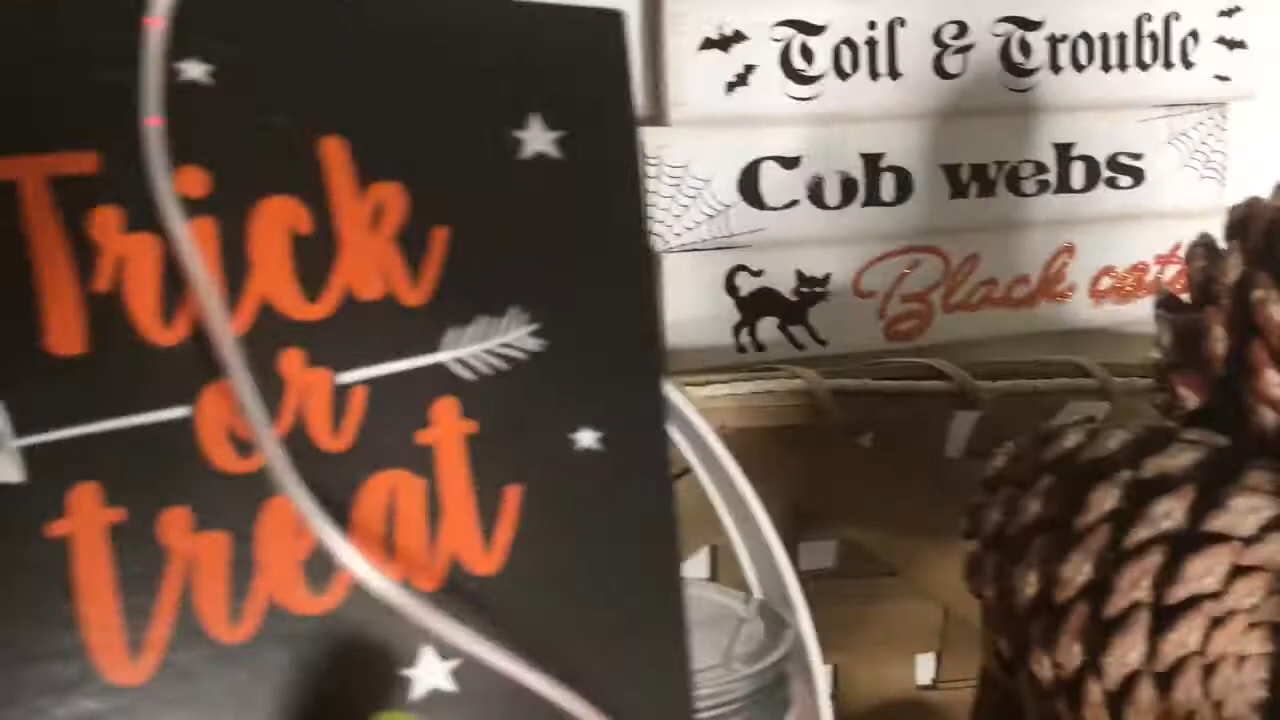 Trick
or
treat
Toil & Trouble
Cob webs
Black cats